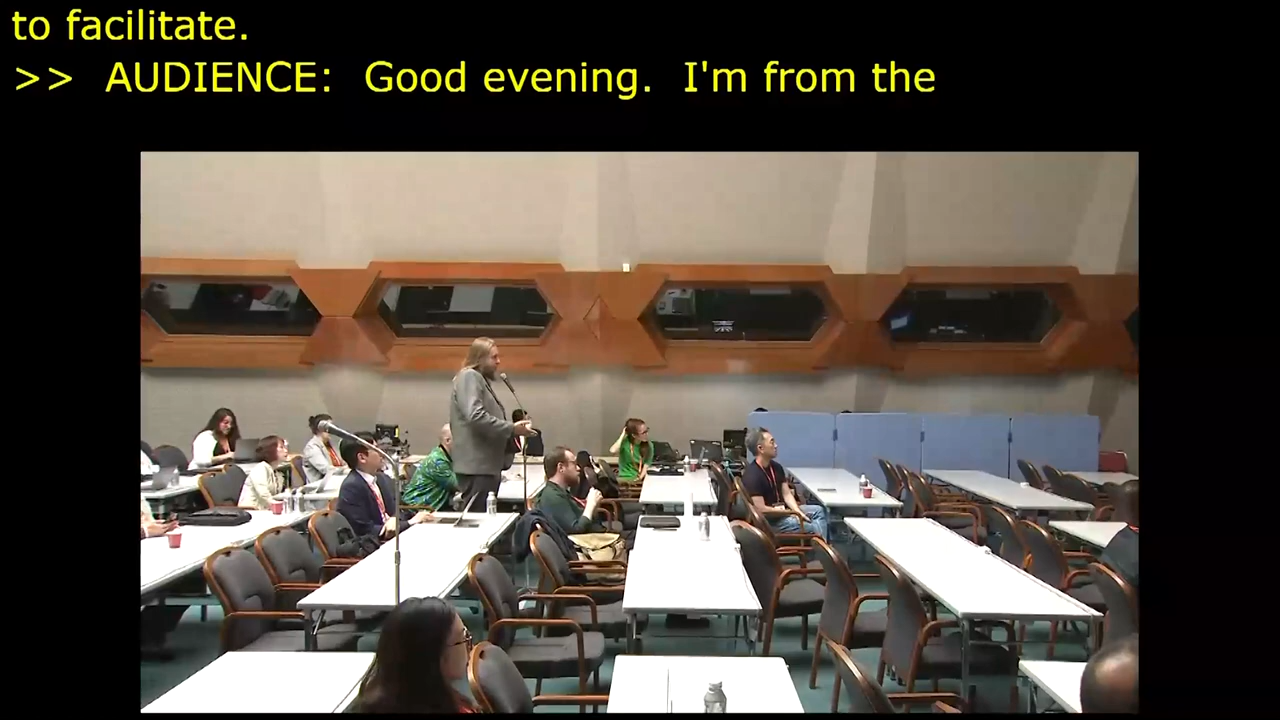 to facilitate.
>> AUDIENCE: Good evening. I'm from the